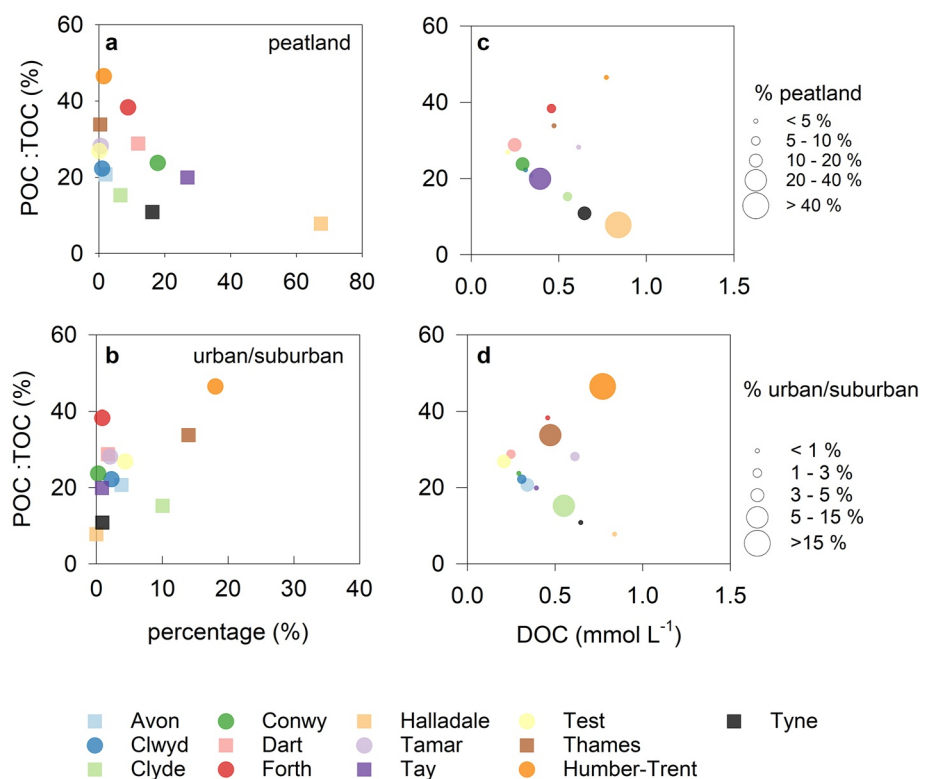 a
peatland
60
40
20
0
POC :TOC (%)
0 20 40 60 80
c
60
40
20
0
0.0 0.5 1.0 1.5
% peatland
< 5 %
5 - 10 %
10 - 20 %
20 - 40 %
> 40 %
b
urban/suburban
60
40
20
0
POC :TOC (%)
0 10 20 30 40
percentage (%)
d
60
40
20
0
0.0 0.5 1.0 1.5
DOC (mmol L⁻¹)
% urban/suburban
< 1 %
1 - 3 %
3 - 5 %
5 - 15 %
>15 %
Avon Conwy Halladale Test Tyne
Clwyd Dart Tamar Thames
Clyde Forth Tay Humber-Trent